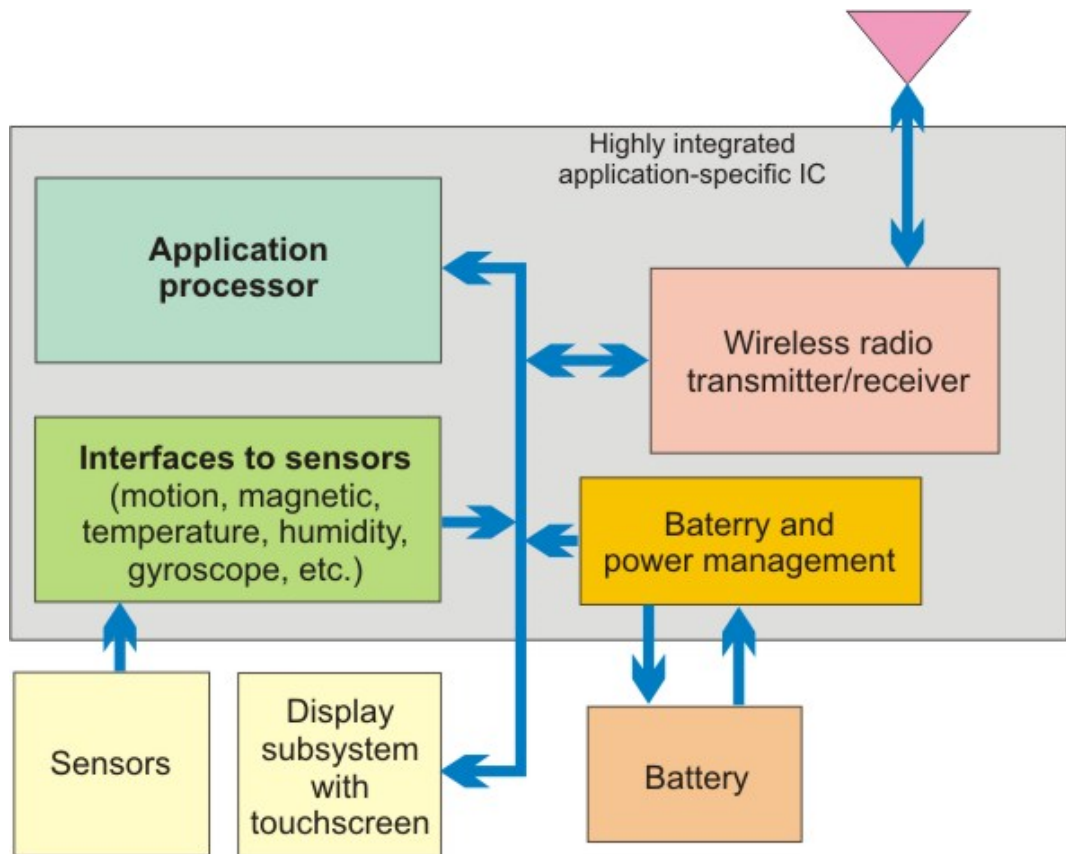 Highly integrated
application-specific IC
Application
processor
Wireless radio
transmitter/receiver
Interfaces to sensors
(motion, magnetic,
temperature, humidity,
gyroscope, etc.)
Baterry and
power management
Sensors
Display
subsystem
with
touchscreen
Battery